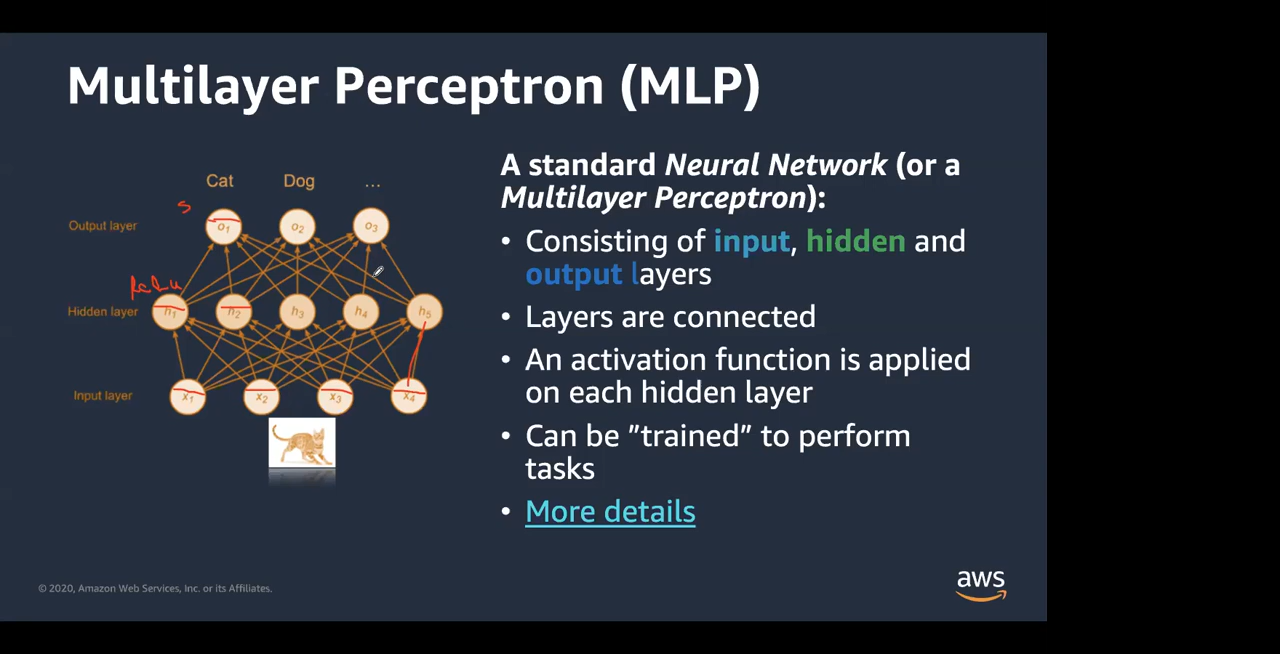 Multilayer Perceptron (MLP)
Cat Dog ...
Output layer
s
o1 o2 o3
relu
Hidden layer
h1 h2 h3 h4 h5
Input layer
x1 x2 x3 x4
A standard Neural Network (or a
Multilayer Perceptron):
• Consisting of input, hidden and
output layers
• Layers are connected
• An activation function is applied
on each hidden layer
• Can be ”trained” to perform
tasks
• More details
© 2020, Amazon Web Services, Inc. or its Affiliates.
aws